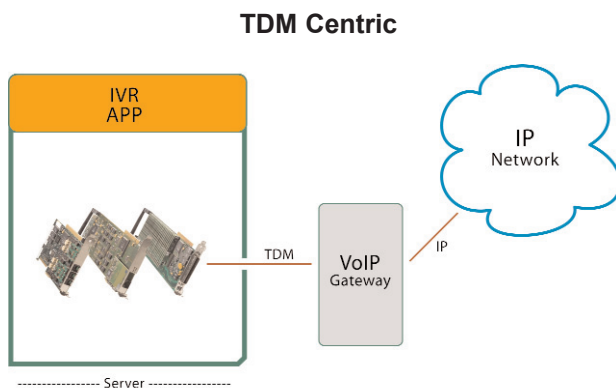 TDM Centric
IVR
APP
IP
Network
TDM
VoIP
Gateway
IP
----------------- Server -----------------